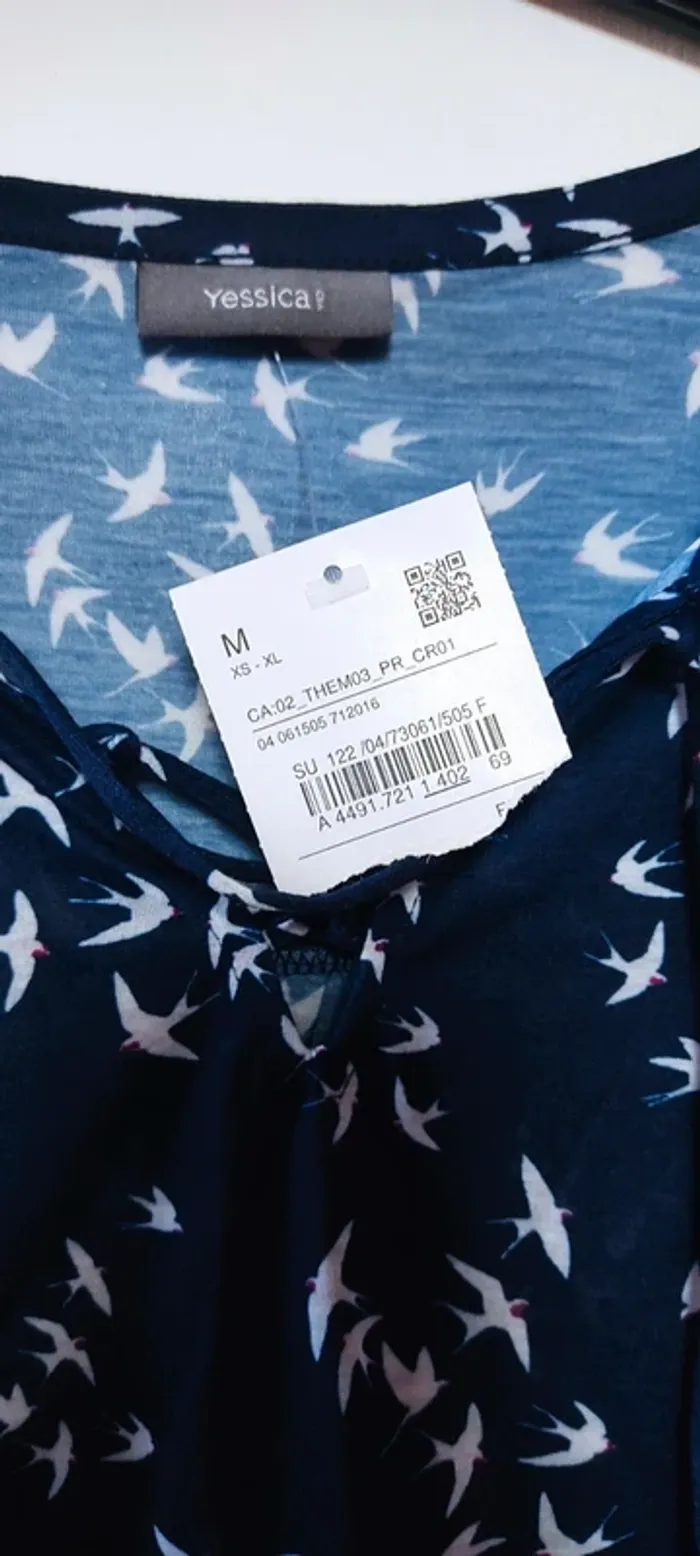 Yessica
M
XS - XL
CA:02_THEM03_PR_CR01
04 061505 712016
SU 122 /04/73061/505 F
69
A 4491.721 1 402